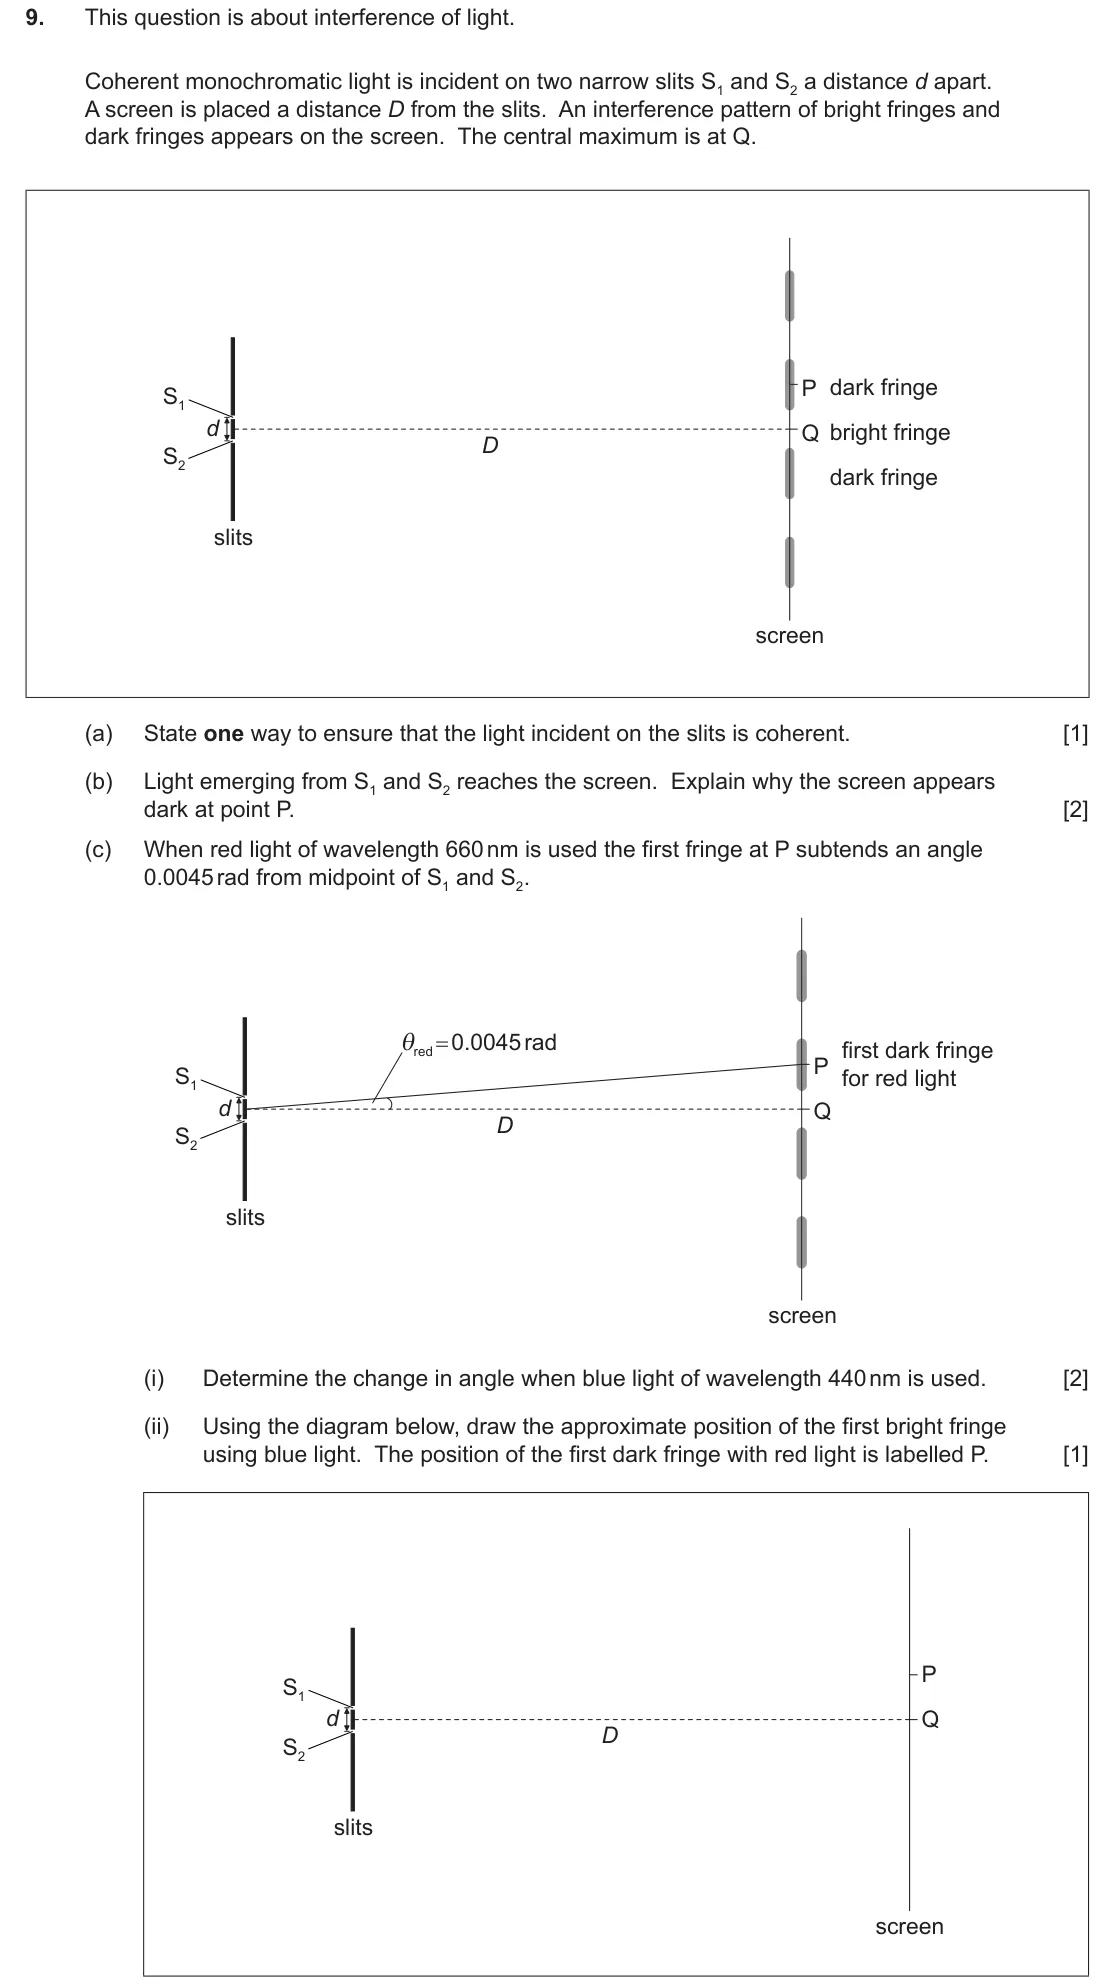 9. This question is about interference of light.
Coherent monochromatic light is incident on two narrow slits S₁ and S₂ a distance d apart.
A screen is placed a distance D from the slits. An interference pattern of bright fringes and
dark fringes appears on the screen. The central maximum is at Q.
S₁
d
S₂
slits
D
P dark fringe
Q bright fringe
dark fringe
screen
(a) State one way to ensure that the light incident on the slits is coherent. [1]
(b) Light emerging from S₁ and S₂ reaches the screen. Explain why the screen appears
dark at point P. [2]
(c) When red light of wavelength 660 nm is used the first fringe at P subtends an angle
0.0045 rad from midpoint of S₁ and S₂.
θred=0.0045 rad
S₁
d
S₂
slits
D
P
first dark fringe
for red light
Q
screen
(i) Determine the change in angle when blue light of wavelength 440 nm is used. [2]
(ii) Using the diagram below, draw the approximate position of the first bright fringe
using blue light. The position of the first dark fringe with red light is labelled P. [1]
S₁
d
S₂
slits
D
P
Q
screen